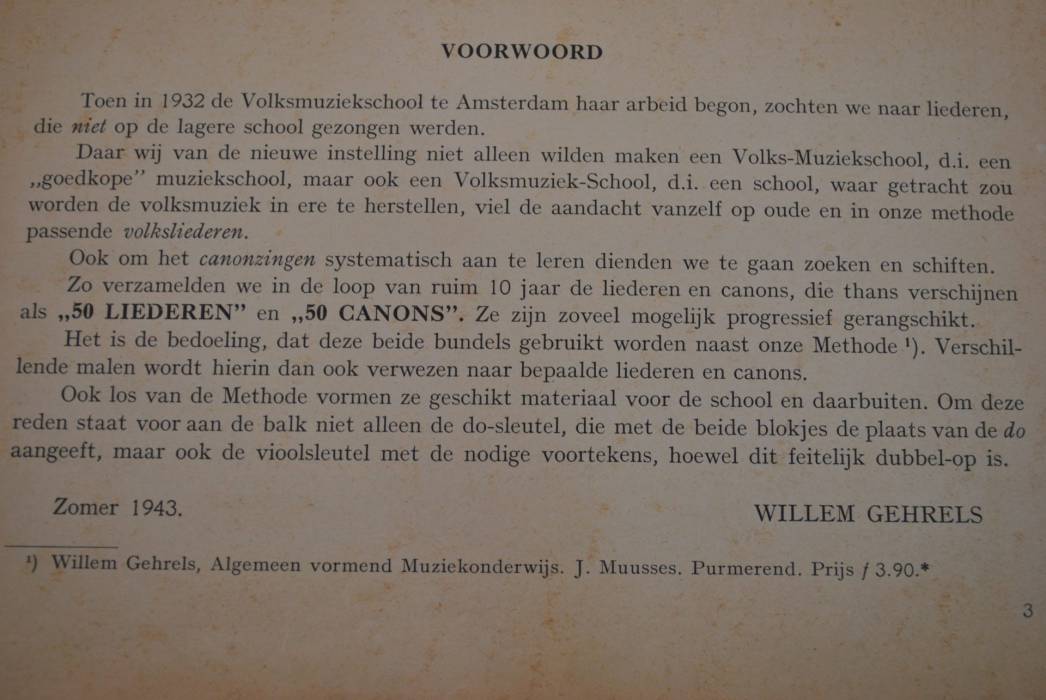 VOORWOORD
Toen in 1932 de Volksmuziekschool te Amsterdam haar arbeid begon, zochten we naar liederen,
die niet op de lagere school gezongen werden.
Daar wij van de nieuwe instelling niet alleen wilden maken een Volks-Muziekschool, d.i. een
„goedkope” muziekschool, maar ook een Volksmuziek-School, d.i. een school, waar getracht zou
worden de volksmuziek in ere te herstellen, viel de aandacht vanzelf op oude en in onze methode
passende volksliederen.
Ook om het canonzingen systematisch aan te leren dienden we te gaan zoeken en schiften.
Zo verzamelden we in de loop van ruim 10 jaar de liederen en canons, die thans verschijnen
als „50 LIEDEREN” en „50 CANONS”. Ze zijn zoveel mogelijk progressief gerangschikt.
Het is de bedoeling, dat deze beide bundels gebruikt worden naast onze Methode ¹). Verschil-
lende malen wordt hierin dan ook verwezen naar bepaalde liederen en canons.
Ook los van de Methode vormen ze geschikt materiaal voor de school en daarbuiten. Om deze
reden staat voor aan de balk niet alleen de do-sleutel, die met de beide blokjes de plaats van de do
aangeeft, maar ook de vioolsleutel met de nodige voortekens, hoewel dit feitelijk dubbel-op is.
Zomer 1943. WILLEM GEHRELS
¹) Willem Gehrels, Algemeen vormend Muziekonderwijs. J. Muusses. Purmerend. Prijs ƒ 3.90.*
3